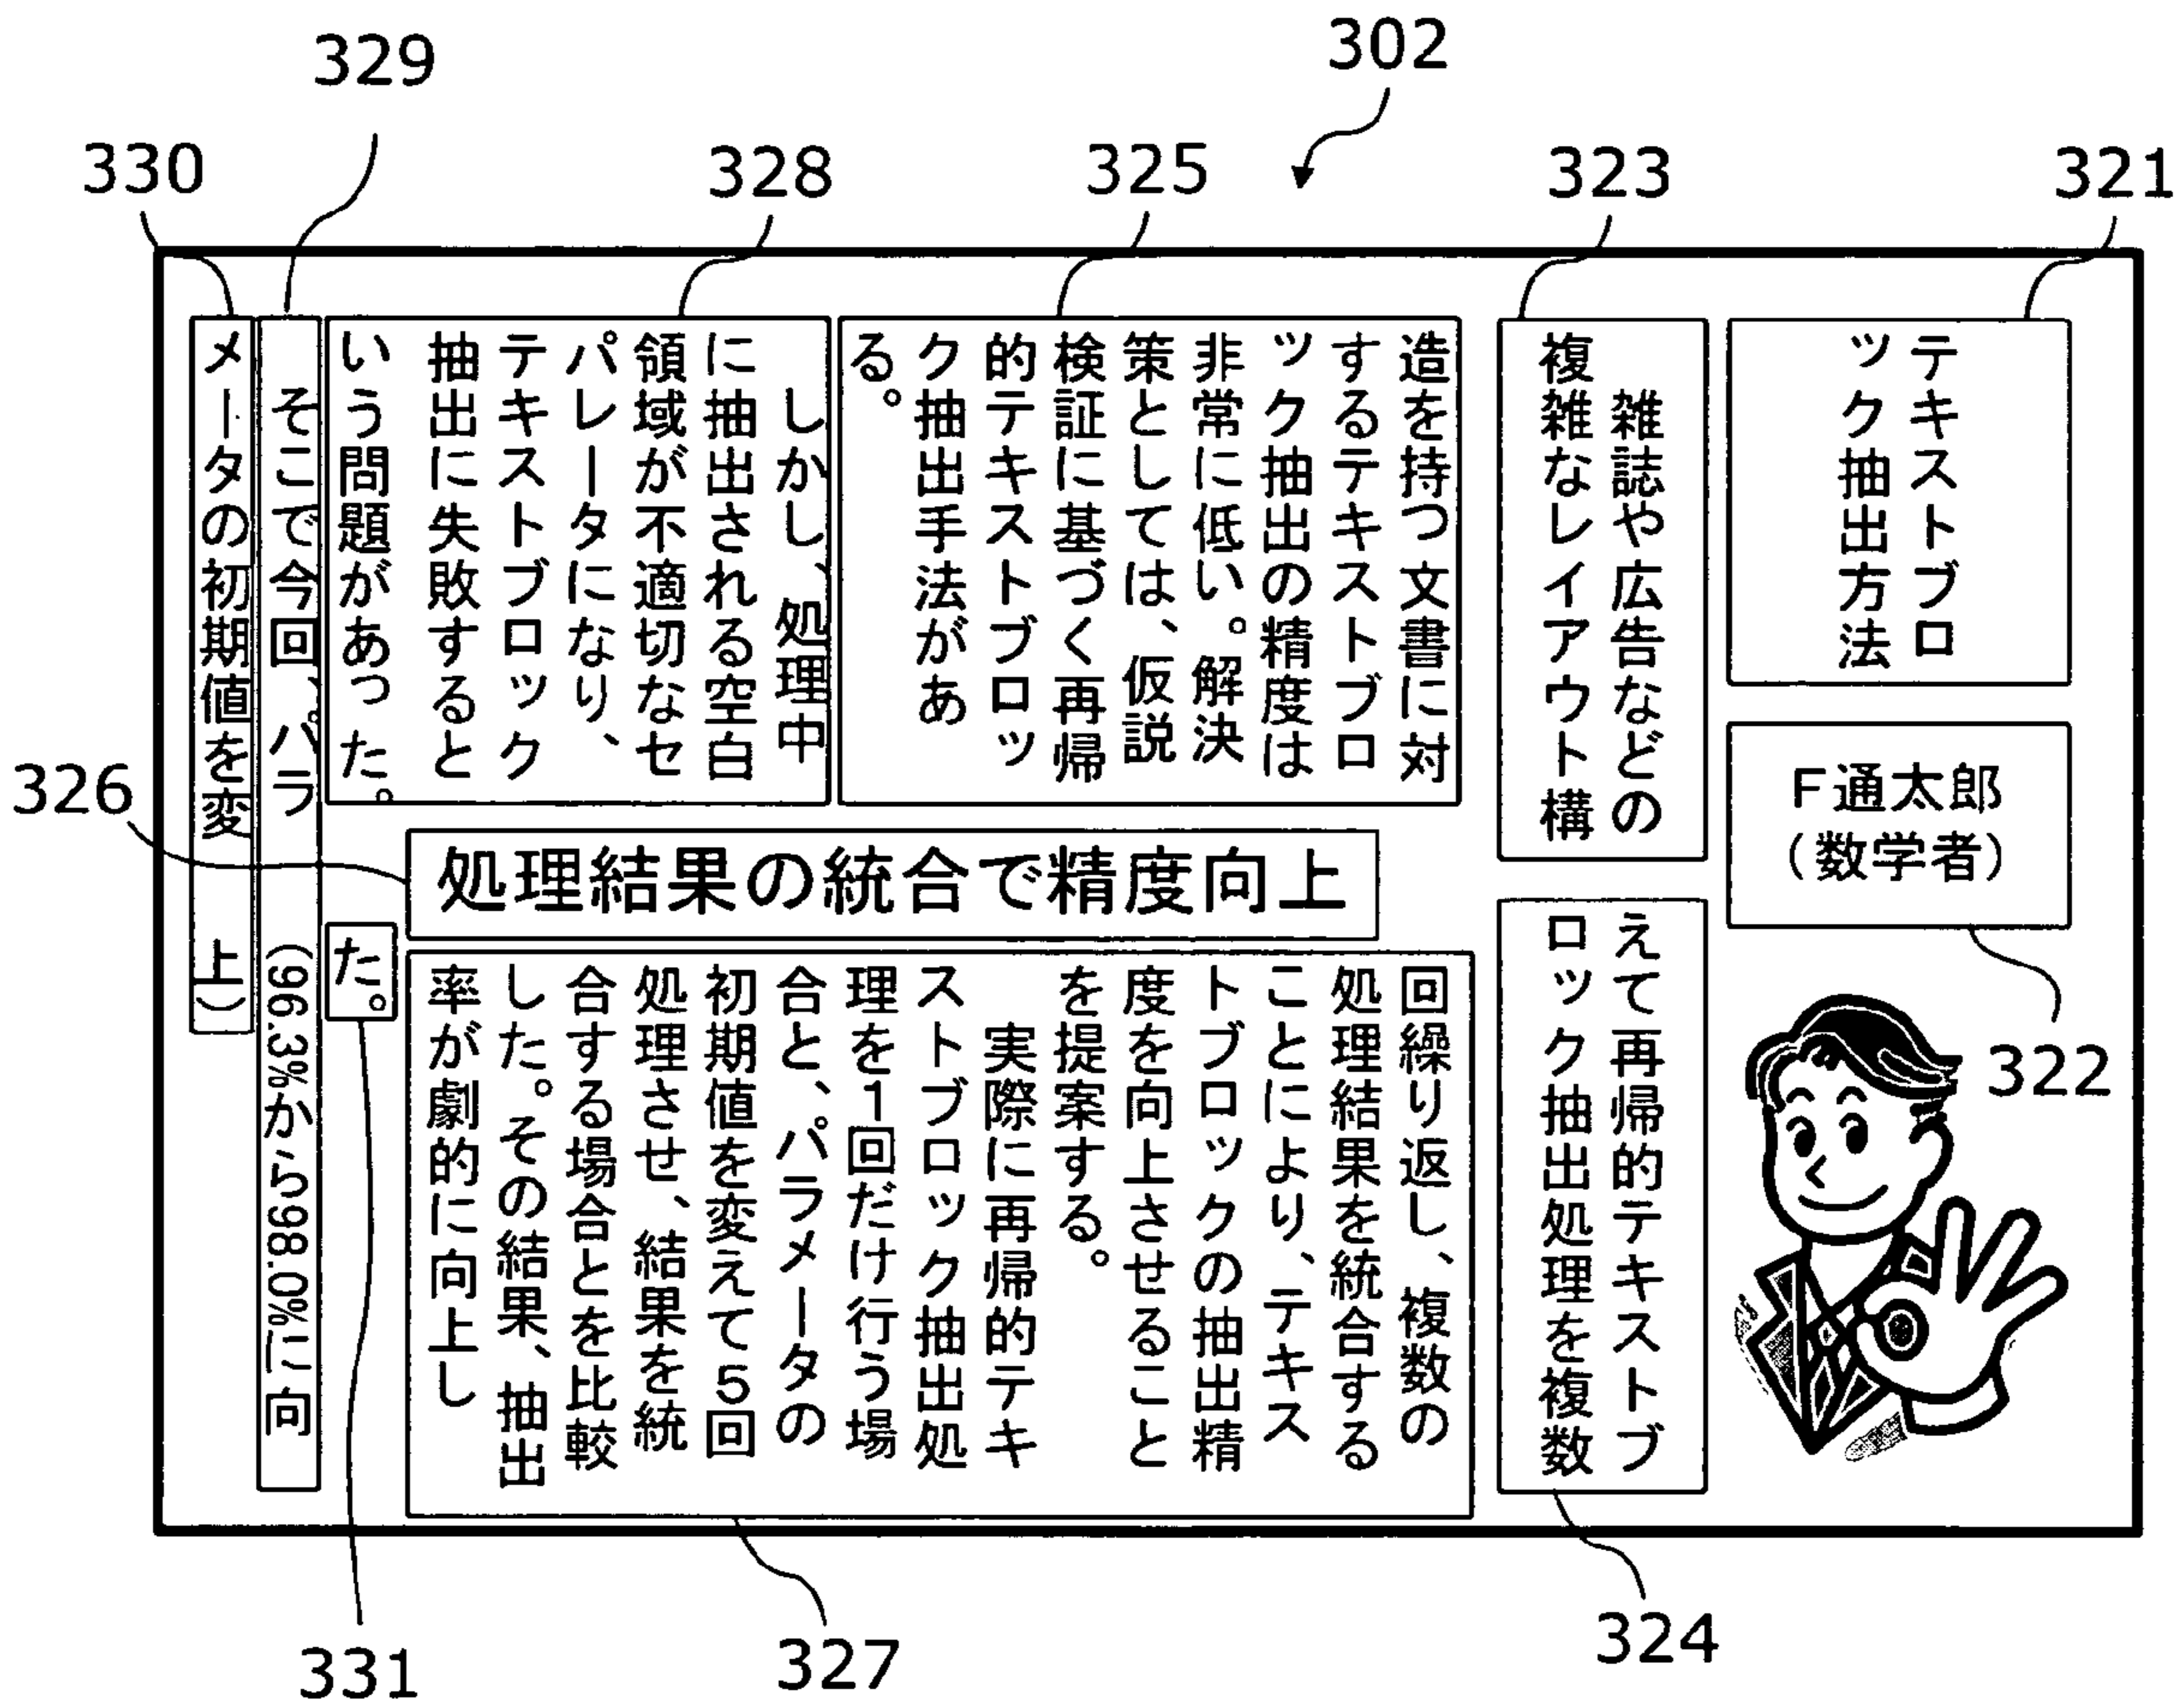 302
329
330
328
325
323
321
テキストブロ
ック抽出方法
F通太郎
(数学者)
322
雑誌や広告などの
複雑なレイアウト構
造を持つ文書に対
するテキストブロ
ック抽出の精度は
非常に低い。解決
策としては、仮説
検証に基づく再帰
的テキストブロッ
ク抽出手法があ
る。
しかし、処理中
に抽出される空白
領域が不適切なセ
パレータになり、
テキストブロック
抽出に失敗すると
いう問題があった。
そこで今回、パラ
メータの初期値を変
326
処理結果の統合で精度向上
えて再帰的テキストブ
ロック抽出処理を複数
回繰り返し、複数の
処理結果を統合する
ことにより、テキス
トブロックの抽出精
度を向上させること
を提案する。
実際に再帰的テキ
ストブロック抽出処
理を1回だけ行う場
合と、パラメータの
初期値を変えて5回
処理させ、結果を統
合する場合とを比較
した。その結果、抽出
率が劇的に向上し
た。
(96.3%から98.0%に向
上)
331
327
324